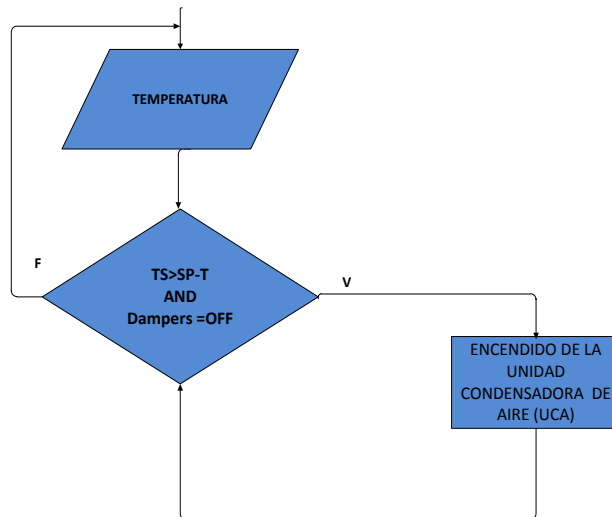 TEMPERATURA
F
TS>SP-T
AND
Dampers =OFF
V
ENCENDIDO DE LA
UNIDAD
CONDENSADORA DE
AIRE (UCA)